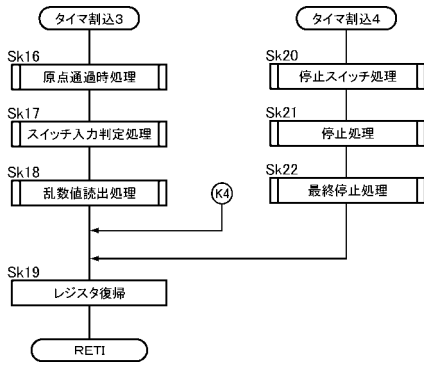 タイマ割込3
Sk16
原点通過時処理
Sk17
スイッチ入力判定処理
Sk18
乱数値読出処理
K4
Sk19
レジスタ復帰
RETI
タイマ割込4
Sk20
停止スイッチ処理
Sk21
停止処理
Sk22
最終停止処理